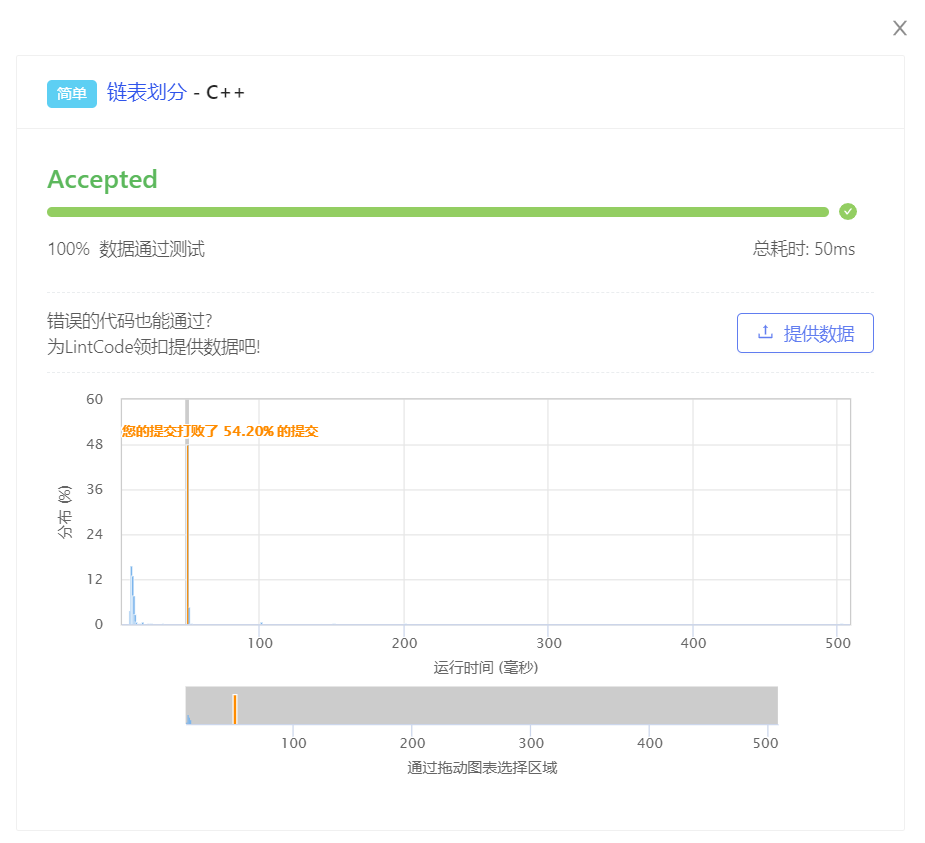 简单 链表划分 - C++
Accepted
100% 数据通过测试 总耗时: 50ms
错误的代码也能通过?
为LintCode领扣提供数据吧!
提供数据
60
您的提交打败了 54.20% 的提交
48
36
24
12
0
分布 (%)
100 200 300 400 500
运行时间 (毫秒)
100 200 300 400 500
通过拖动图表选择区域